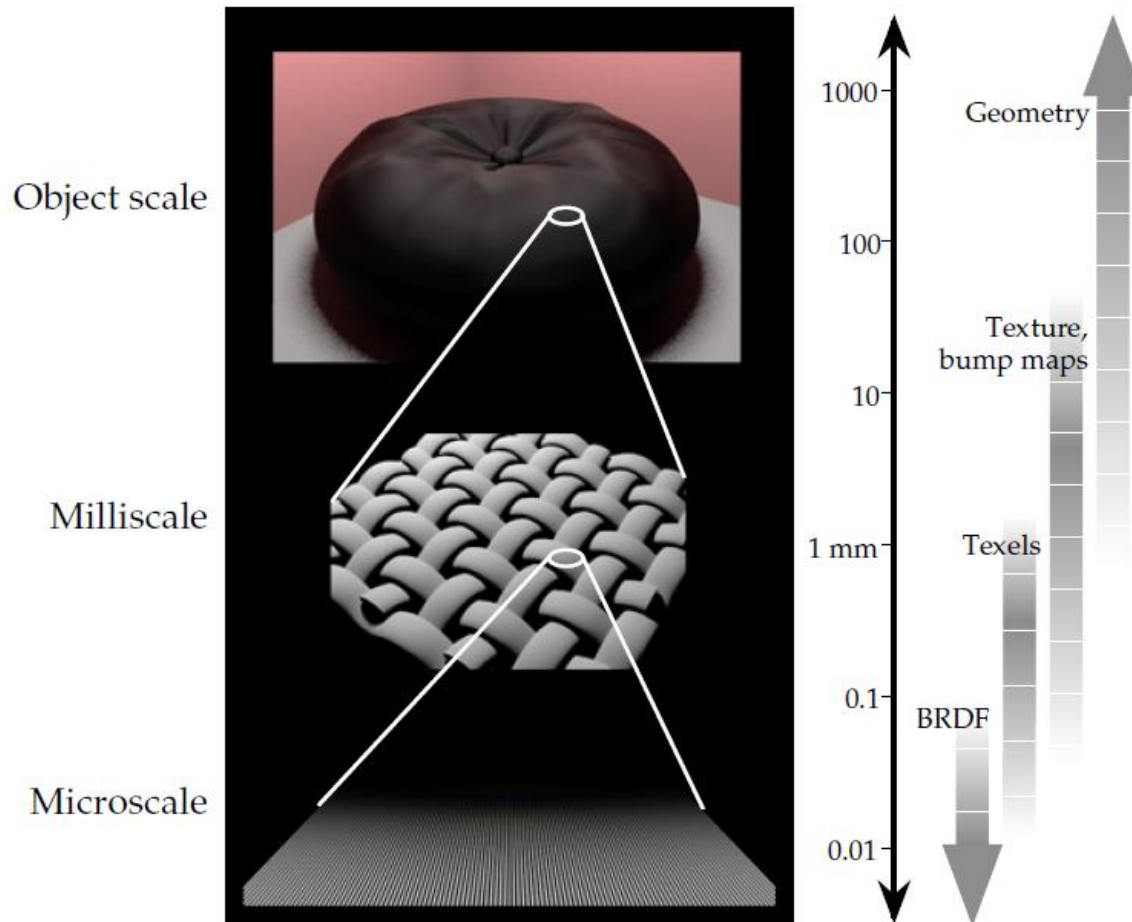 Object scale
Milliscale
Microscale
1000
100
10
1 mm
0.1
0.01
Geometry
Texture,
bump maps
Texels
BRDF